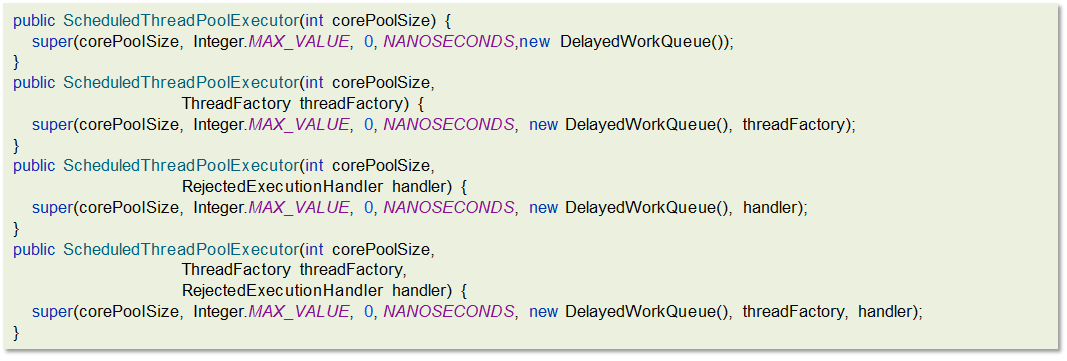 public ScheduledThreadPoolExecutor(int corePoolSize) {
super(corePoolSize, Integer.MAX_VALUE, 0, NANOSECONDS,new DelayedWorkQueue());
}
public ScheduledThreadPoolExecutor(int corePoolSize,
ThreadFactory threadFactory) {
super(corePoolSize, Integer.MAX_VALUE, 0, NANOSECONDS, new DelayedWorkQueue(), threadFactory);
}
public ScheduledThreadPoolExecutor(int corePoolSize,
RejectedExecutionHandler handler) {
super(corePoolSize, Integer.MAX_VALUE, 0, NANOSECONDS, new DelayedWorkQueue(), handler);
}
public ScheduledThreadPoolExecutor(int corePoolSize,
ThreadFactory threadFactory,
RejectedExecutionHandler handler) {
super(corePoolSize, Integer.MAX_VALUE, 0, NANOSECONDS, new DelayedWorkQueue(), threadFactory, handler);
}